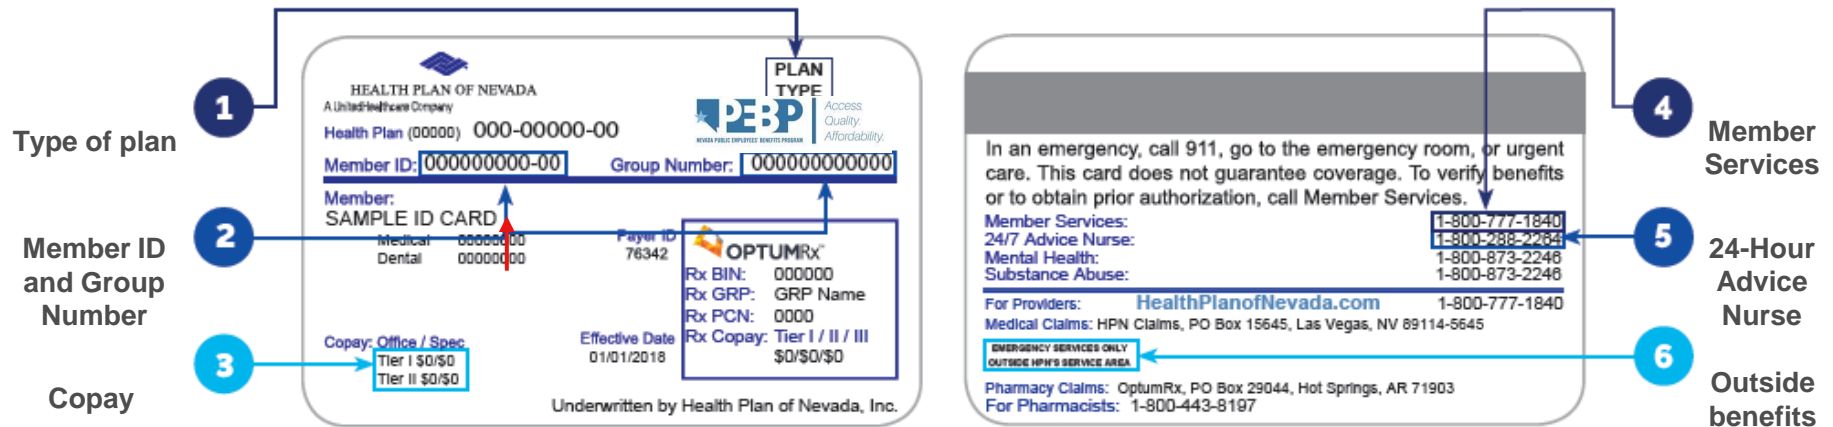 1
Type of plan
2
Member ID
and Group
Number
3
Copay
HEALTH PLAN OF NEVADA
A UnitedHealthcare Company
PLAN
TYPE
PEBP
NEVADA PUBLIC EMPLOYEES' BENEFITS PROGRAM
Access.
Quality.
Affordability.
Health Plan (00000) 000-00000-00
Member ID: 000000000-00 Group Number: 000000000000
Member:
SAMPLE ID CARD
Medical 00000000
Dental 00000000
Payer ID
76342
OPTUMRx™
Rx BIN: 000000
Rx GRP: GRP Name
Rx PCN: 0000
Rx Copay: Tier I / II / III
$0/$0/$0
Copay: Office / Spec
Tier I $0/$0
Tier II $0/$0
Effective Date
01/01/2018
Underwritten by Health Plan of Nevada, Inc.
In an emergency, call 911, go to the emergency room, or urgent
care. This card does not guarantee coverage. To verify benefits
or to obtain prior authorization, call Member Services.
Member Services: 1-800-777-1840
24/7 Advice Nurse: 1-800-288-2264
Mental Health: 1-800-873-2246
Substance Abuse: 1-800-873-2246
For Providers: HealthPlanofNevada.com 1-800-777-1840
Medical Claims: HPN Claims, PO Box 15645, Las Vegas, NV 89114-5645
EMERGENCY SERVICES ONLY
OUTSIDE HPN'S SERVICE AREA
Pharmacy Claims: OptumRx, PO Box 29044, Hot Springs, AR 71903
For Pharmacists: 1-800-443-8197
4
Member
Services
5
24-Hour
Advice
Nurse
6
Outside
benefits